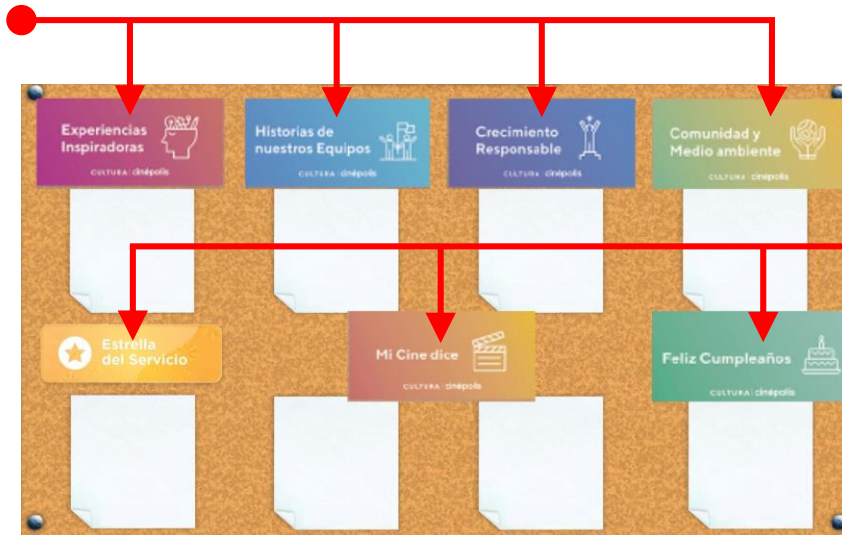 Experiencias
Inspiradoras
CULTURA | cinépolis
Historias de
nuestros Equipos
CULTURA | cinépolis
Crecimiento
Responsable
CULTURA | cinépolis
Comunidad y
Medio ambiente
CULTURA | cinépolis
Estrella
del Servicio
Mi Cine dice
CULTURA | cinépolis
Feliz Cumpleaños
CULTURA | cinépolis